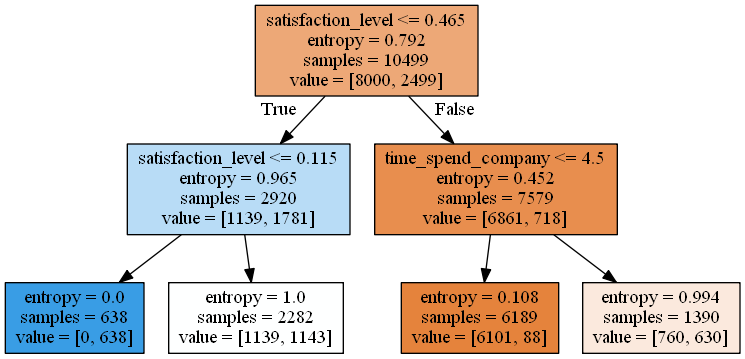 satisfaction_level <= 0.465
entropy = 0.792
samples = 10499
value = [8000, 2499]
True
False
satisfaction_level <= 0.115
entropy = 0.965
samples = 2920
value = [1139, 1781]
time_spend_company <= 4.5
entropy = 0.452
samples = 7579
value = [6861, 718]
entropy = 0.0
samples = 638
value = [0, 638]
entropy = 1.0
samples = 2282
value = [1139, 1143]
entropy = 0.108
samples = 6189
value = [6101, 88]
entropy = 0.994
samples = 1390
value = [760, 630]